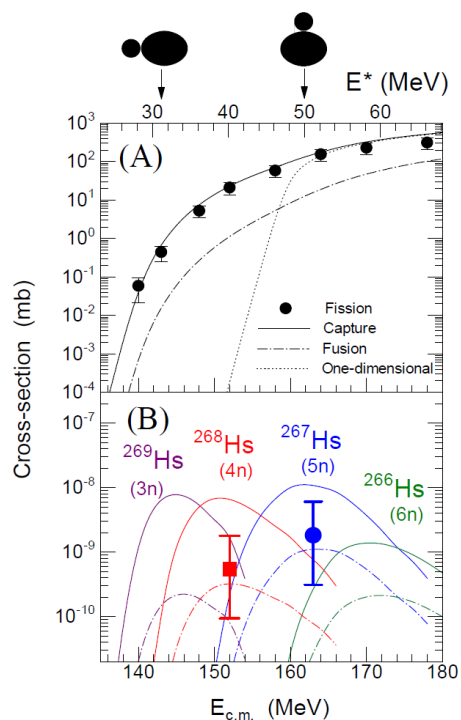 E* (MeV)
30 40 50 60
(A)
10³
10²
10¹
10⁰
10⁻¹
10⁻²
10⁻³
10⁻⁴
Fission
Capture
Fusion
One-dimensional
Cross-section (mb)
(B)
10⁻⁷
10⁻⁸
10⁻⁹
10⁻¹⁰
²⁶⁹Hs
(3n)
²⁶⁸Hs
(4n)
²⁶⁷Hs
(5n)
²⁶⁶Hs
(6n)
140 150 160 170 180
E_c.m. (MeV)